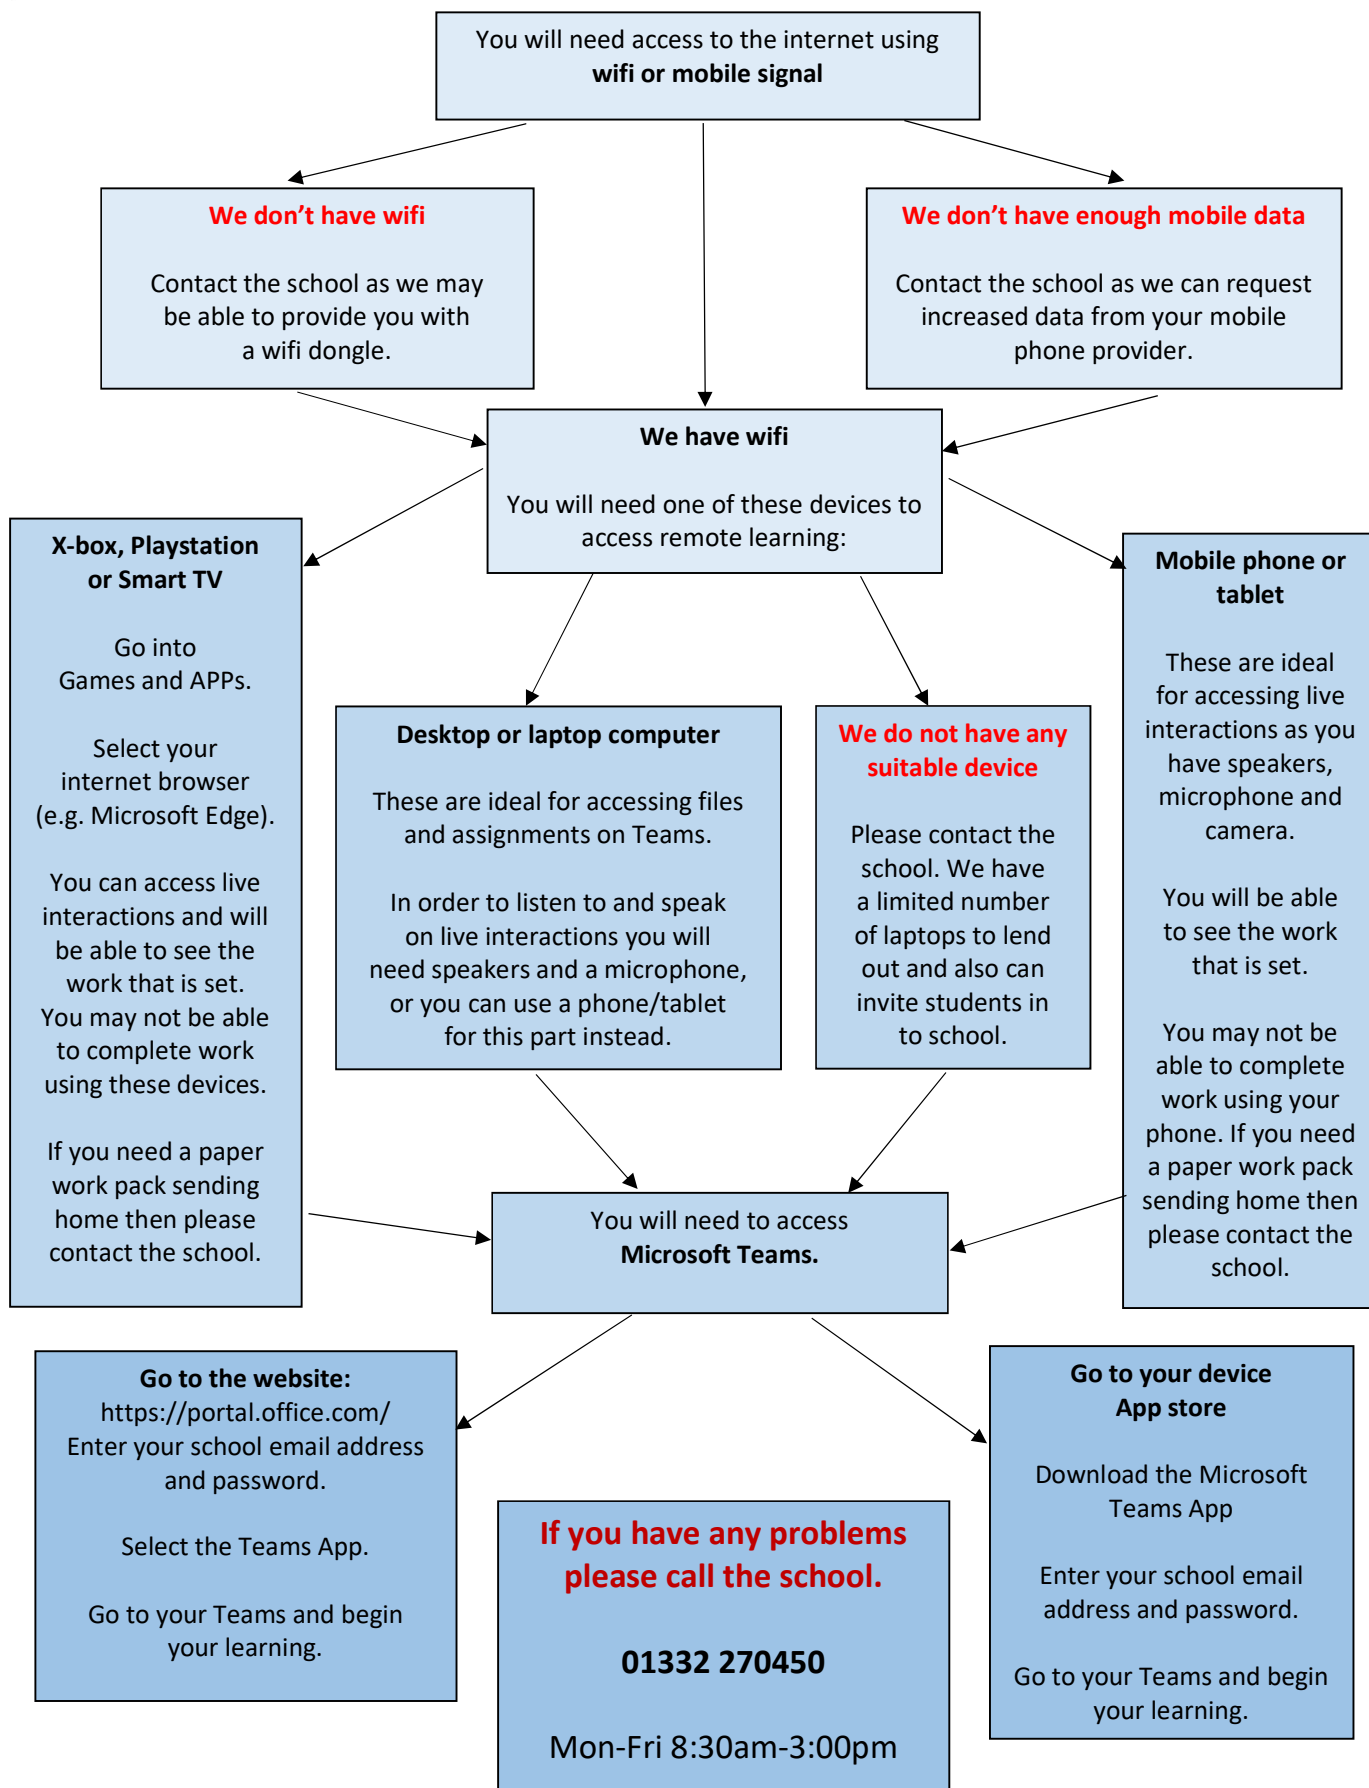 You will need access to the internet using
wifi or mobile signal
We don’t have wifi
Contact the school as we may
be able to provide you with
a wifi dongle.
We don’t have enough mobile data
Contact the school as we can request
increased data from your mobile
phone provider.
We have wifi
You will need one of these devices to
access remote learning:
X-box, Playstation
or Smart TV
Go into
Games and APPs.
Select your
internet browser
(e.g. Microsoft Edge).
You can access live
interactions and will
be able to see the
work that is set.
You may not be able
to complete work
using these devices.
If you need a paper
work pack sending
home then please
contact the school.
Desktop or laptop computer
These are ideal for accessing files
and assignments on Teams.
In order to listen to and speak
on live interactions you will
need speakers and a microphone,
or you can use a phone/tablet
for this part instead.
We do not have any
suitable device
Please contact the
school. We have
a limited number
of laptops to lend
out and also can
invite students in
to school.
Mobile phone or
tablet
These are ideal
for accessing live
interactions as you
have speakers,
microphone and
camera.
You will be able
to see the work
that is set.
You may not be
able to complete
work using your
phone. If you need
a paper work pack
sending home then
please contact the
school.
You will need to access
Microsoft Teams.
Go to the website:
https://portal.office.com/
Enter your school email address
and password.
Select the Teams App.
Go to your Teams and begin
your learning.
If you have any problems
please call the school.
01332 270450
Mon-Fri 8:30am-3:00pm
Go to your device
App store
Download the Microsoft
Teams App
Enter your school email
address and password.
Go to your Teams and begin
your learning.